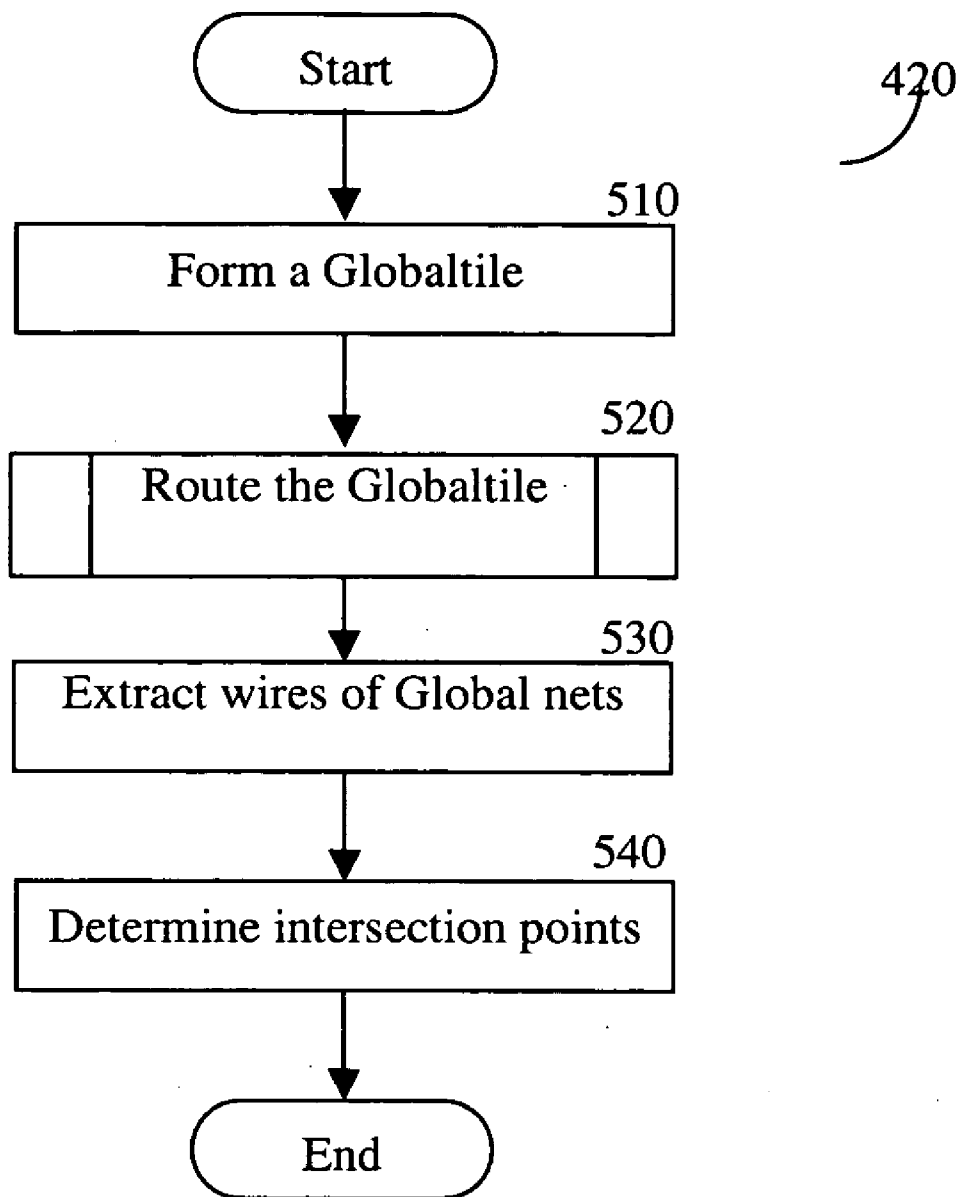 Start
420
510
Form a Globaltile
520
Route the Globaltile
530
Extract wires of Global nets
540
Determine intersection points
End